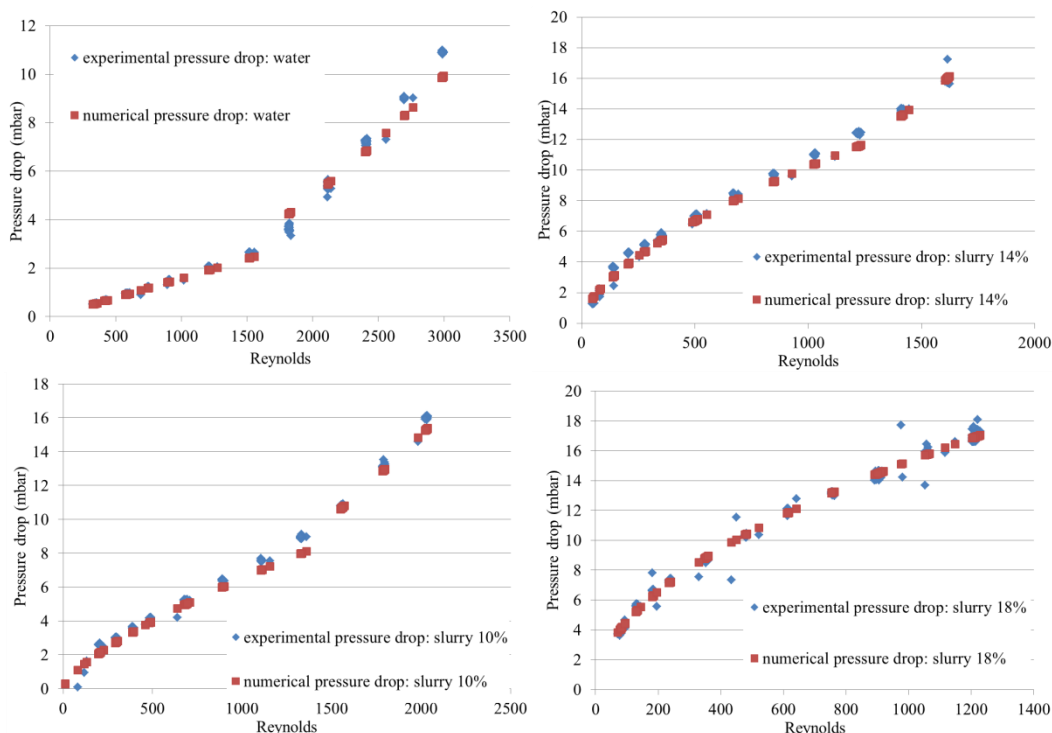 12
10
8
6
4
2
0
Pressure drop (mbar)
experimental pressure drop: water
numerical pressure drop: water
0 500 1000 1500 2000 2500 3000 3500
Reynolds
20
18
16
14
12
10
8
6
4
2
0
Pressure drop (mbar)
experimental pressure drop: slurry 14%
numerical pressure drop: slurry 14%
0 500 1000 1500 2000
Reynolds
18
16
14
12
10
8
6
4
2
0
Pressure drop (mbar)
experimental pressure drop: slurry 10%
numerical pressure drop: slurry 10%
0 500 1000 1500 2000 2500
Reynolds
20
18
16
14
12
10
8
6
4
2
0
Pressure drop (mbar)
experimental pressure drop: slurry 18%
numerical pressure drop: slurry 18%
0 200 400 600 800 1000 1200 1400
Reynolds